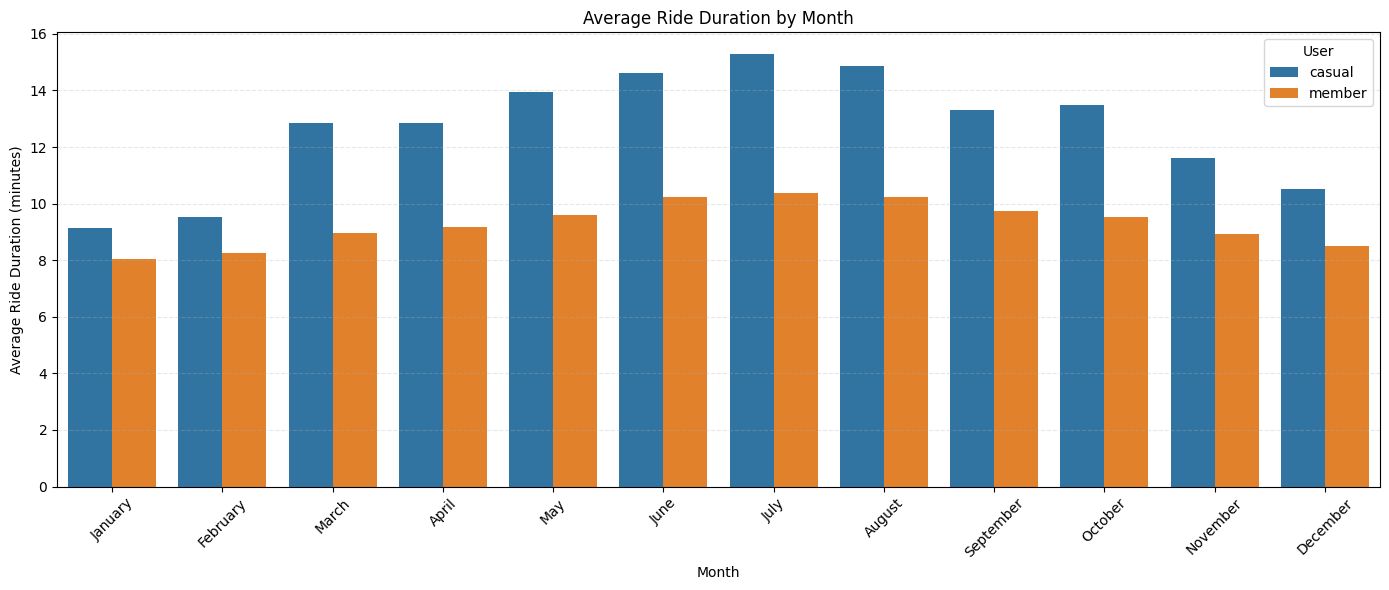 Average Ride Duration by Month
Average Ride Duration (minutes)
16
14
12
10
8
6
4
2
0
User
casual
member
January
February
March
April
May
June
July
August
September
October
November
December
Month